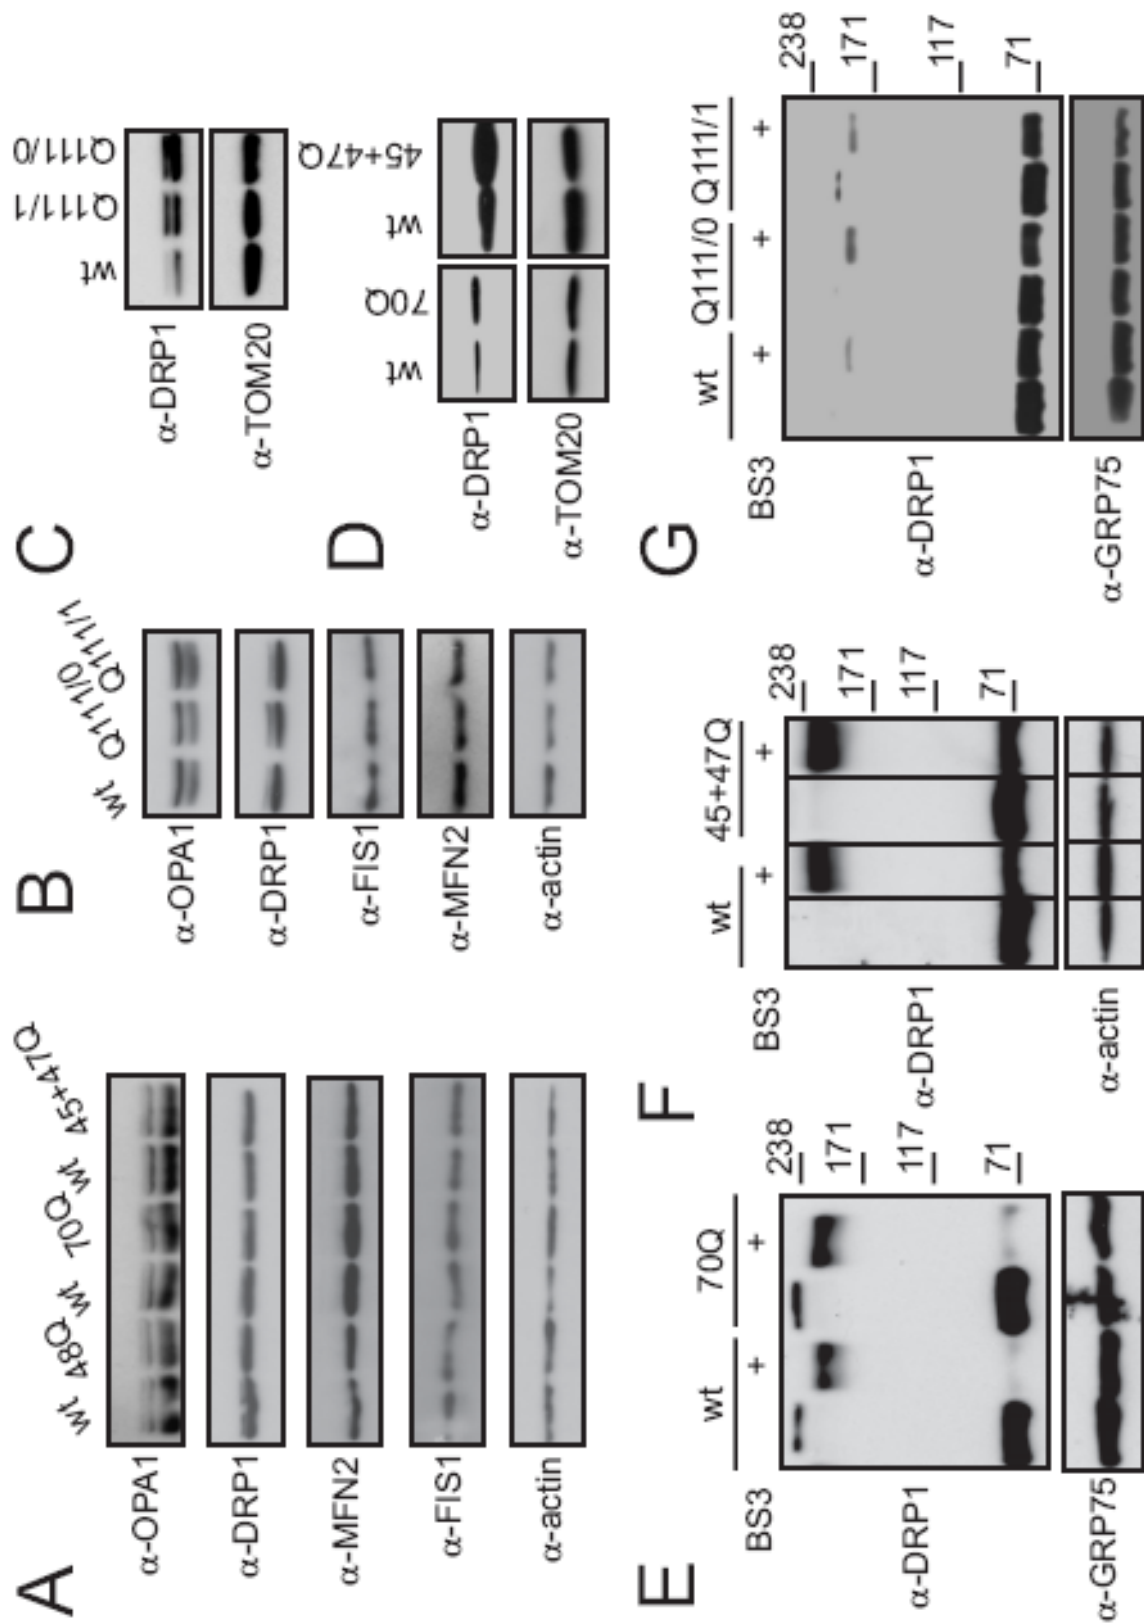 A
wt 48Q wt 70Q wt 45+47Q
α-OPA1
α-DRP1
α-MFN2
α-FIS1
α-actin
B
wt Q111/0 Q111/1
α-OPA1
α-DRP1
α-FIS1
α-MFN2
α-actin
C
wt Q111/1 Q111/0
α-DRP1
α-TOM20
D
wt 70Q wt 45+47Q
α-DRP1
α-TOM20
E
wt 70Q
BS3 + +
238
171
117
71
α-DRP1
α-GRP75
F
wt 45+47Q
BS3 + +
238
171
117
71
α-DRP1
α-actin
G
wt Q111/0 Q111/1
BS3 + + +
238
171
117
71
α-DRP1
α-GRP75